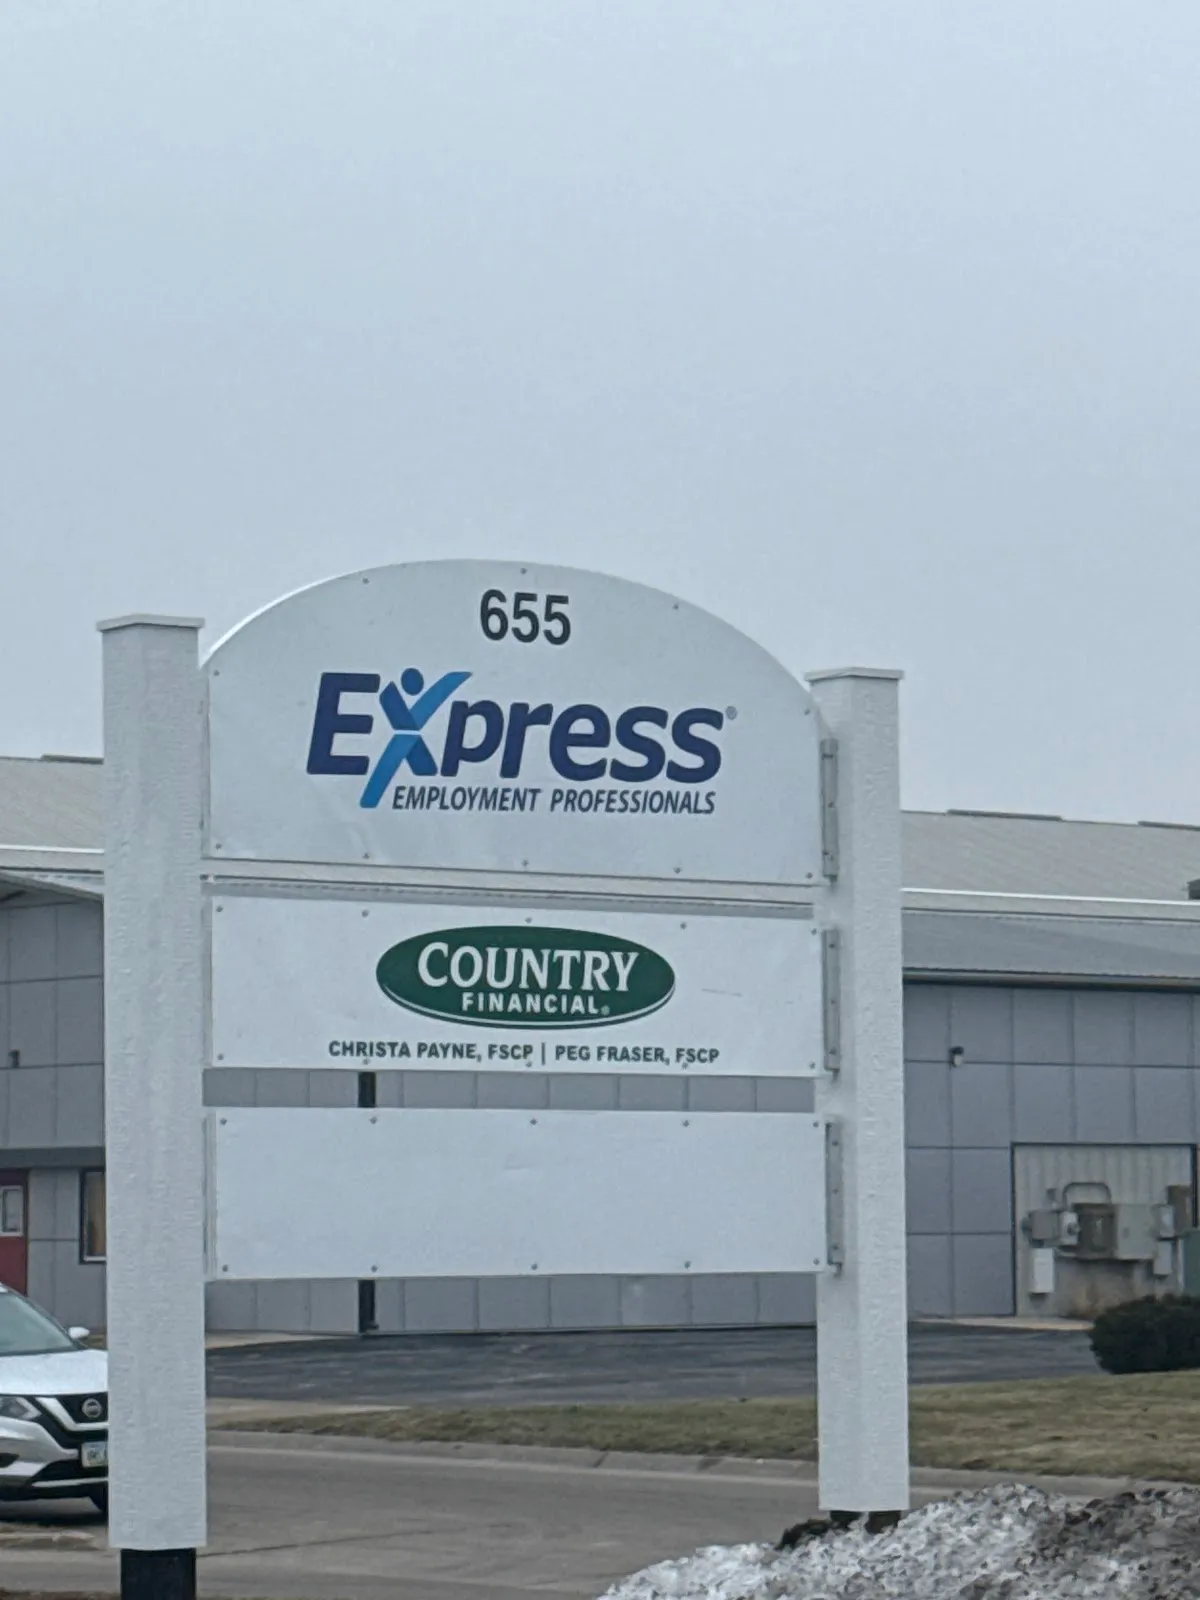 655
Express®
EMPLOYMENT PROFESSIONALS
COUNTRY
FINANCIAL®
CHRISTA PAYNE, FSCP | PEG FRASER, FSCP